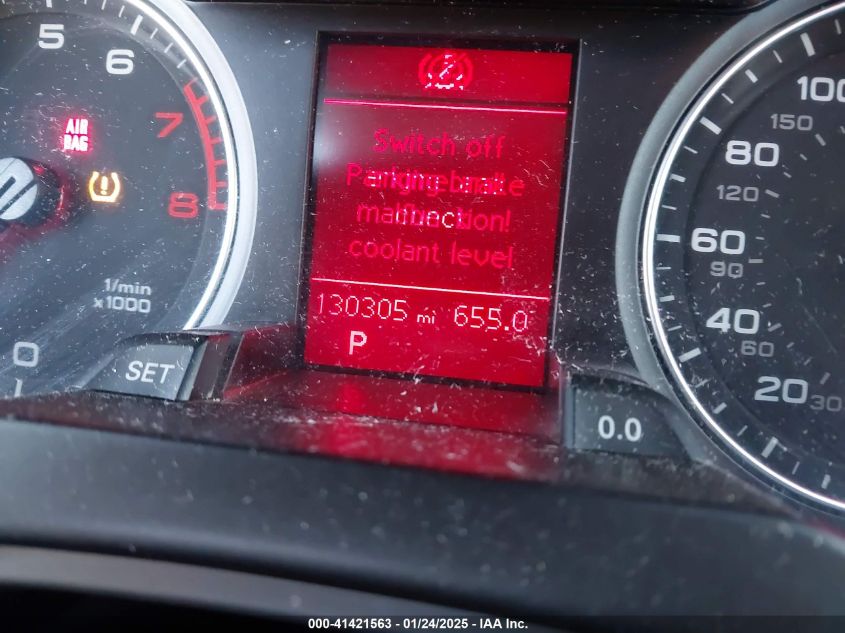 5
6
7
8
AIR
BAG
1/min
x1000
0
1
SET
Switch off
malfunction!
coolant level
130305 mi 655.0
P
0.0
100
150
80
120
60
90
40
60
20
30
000-41421563 - 01/24/2025 - IAA Inc.